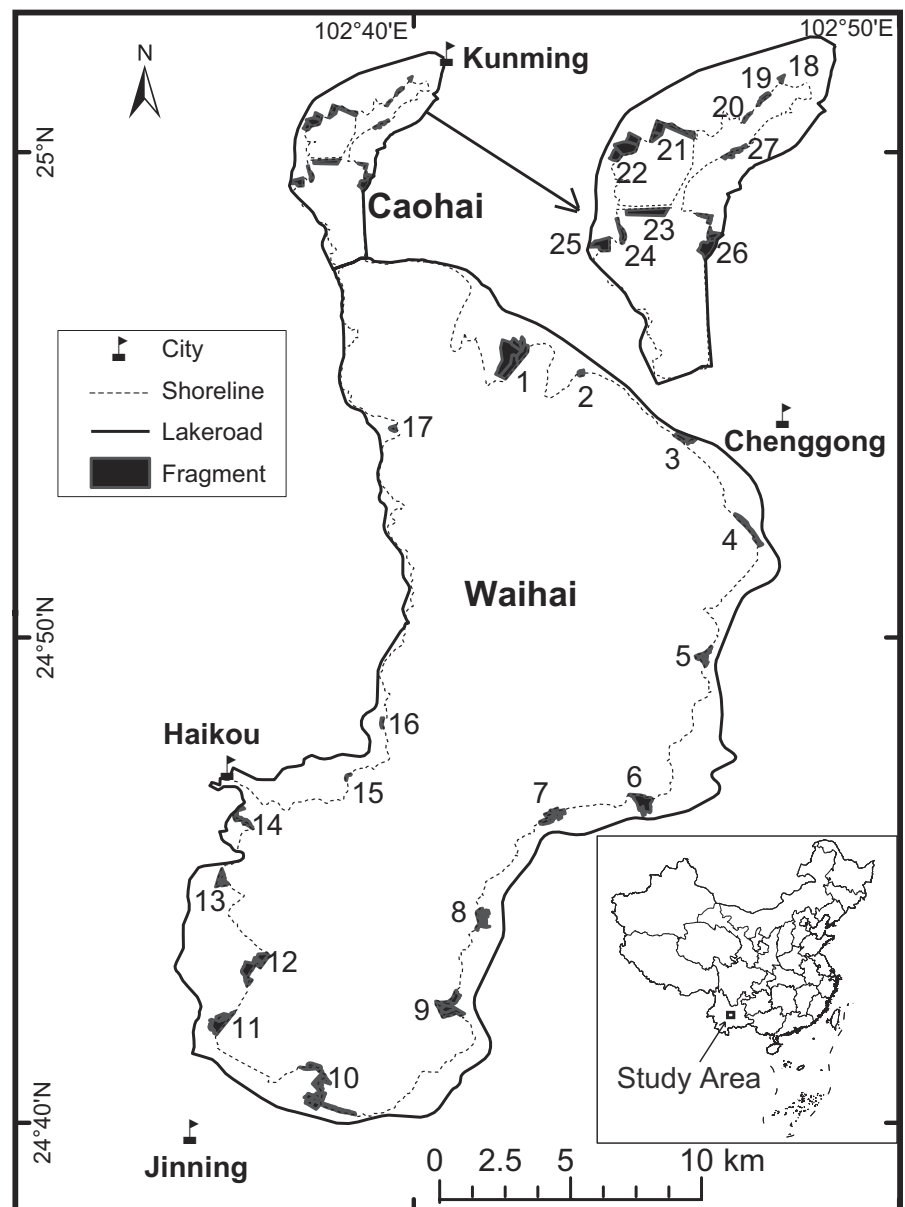 102°40'E
102°50'E
N
Kunming
25°N
Caohai
18
19
20
21
27
22
23
25
24
26
City
Shoreline
Lakeroad
Fragment
1
2
17
3
Chenggong
4
Waihai
24°50'N
5
16
Haikou
15
14
7
6
13
8
12
9
11
10
Study Area
24°40'N
Jinning
0 2.5 5 10 km